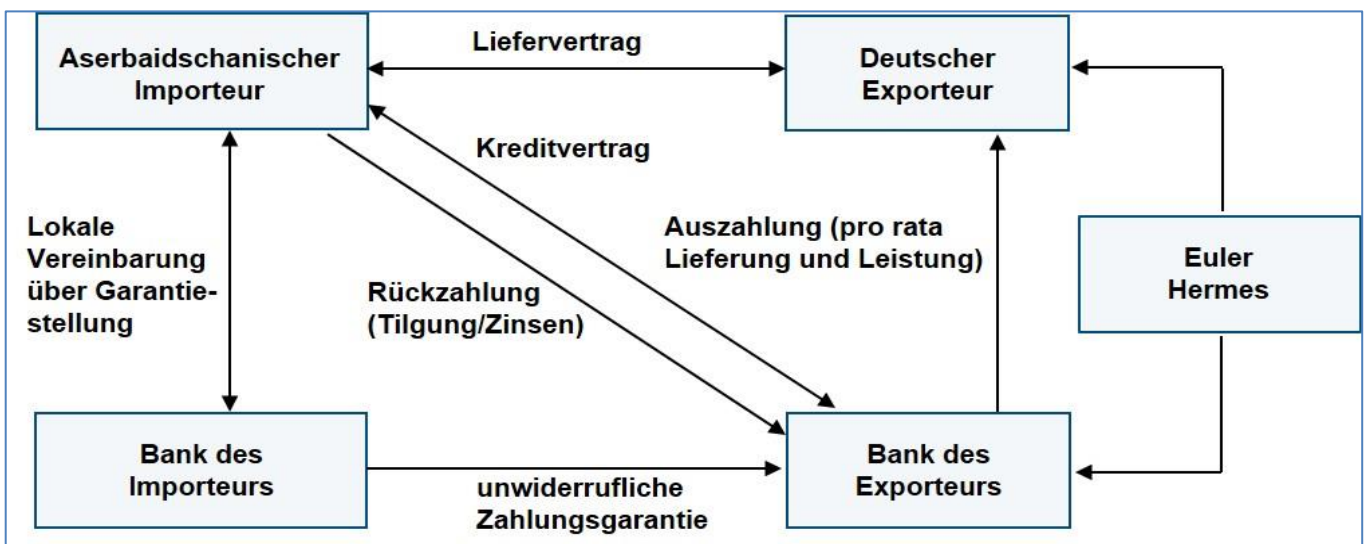 Aserbaidschanischer
Importeur
Liefervertrag
Deutscher
Exporteur
Kreditvertrag
Lokale
Vereinbarung
über Garantie-
stellung
Auszahlung (pro rata
Lieferung und Leistung)
Euler
Hermes
Rückzahlung
(Tilgung/Zinsen)
Bank des
Importeurs
unwiderrufliche
Zahlungsgarantie
Bank des
Exporteurs